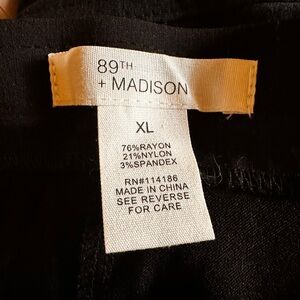 89TH
+ MADISON
XL
76%RAYON
21%NYLON
3%SPANDEX
RN#114186
MADE IN CHINA
SEE REVERSE
FOR CARE